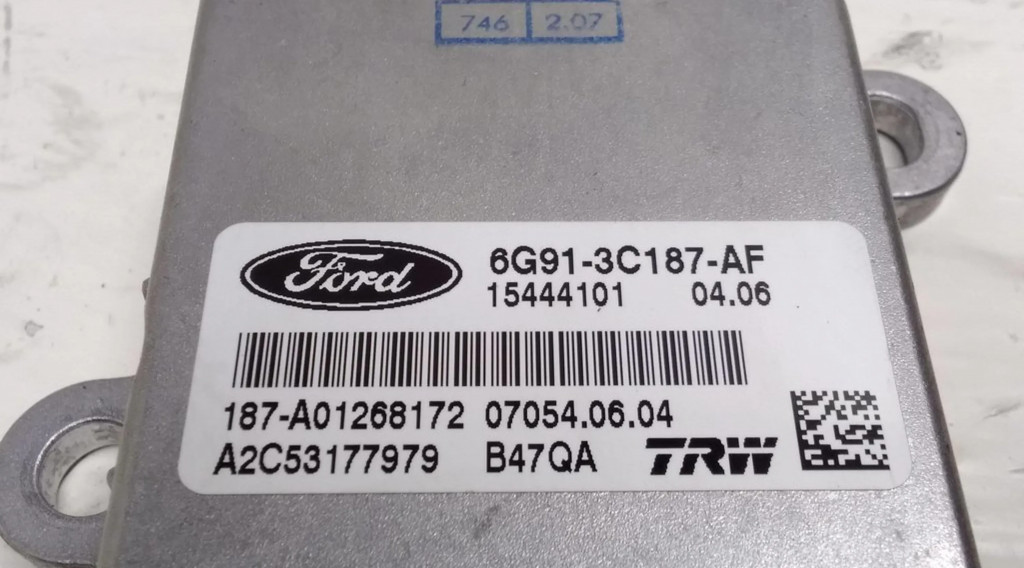 746 2.07
Ford 6G91-3C187-AF
15444101 04.06
187-A01268172 07054.06.04
A2C53177979 B47QA TRW